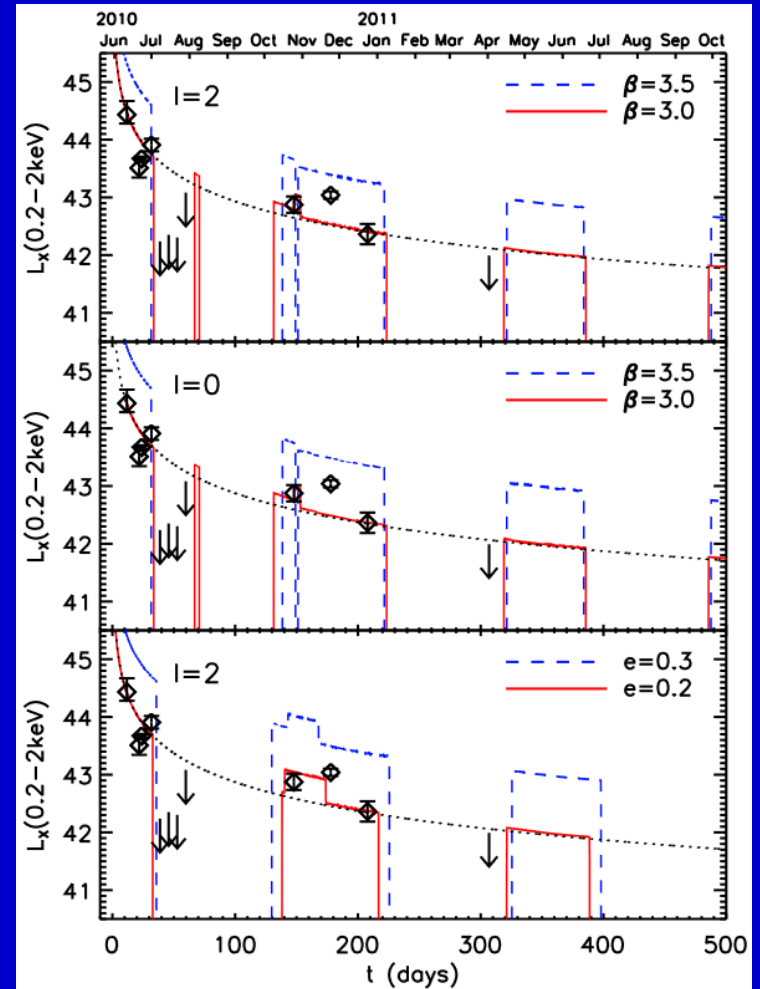 2010 2011
Jun Jul Aug Sep Oct Nov Dec Jan Feb Mar Apr May Jun Jul Aug Sep Oct
45
44
43
42
41
Lx(0.2−2keV)
l=2
β=3.5
β=3.0
45
44
43
42
41
Lx(0.2−2keV)
l=0
β=3.5
β=3.0
45
44
43
42
41
Lx(0.2−2keV)
l=2
e=0.3
e=0.2
0 100 200 300 400 500
t (days)